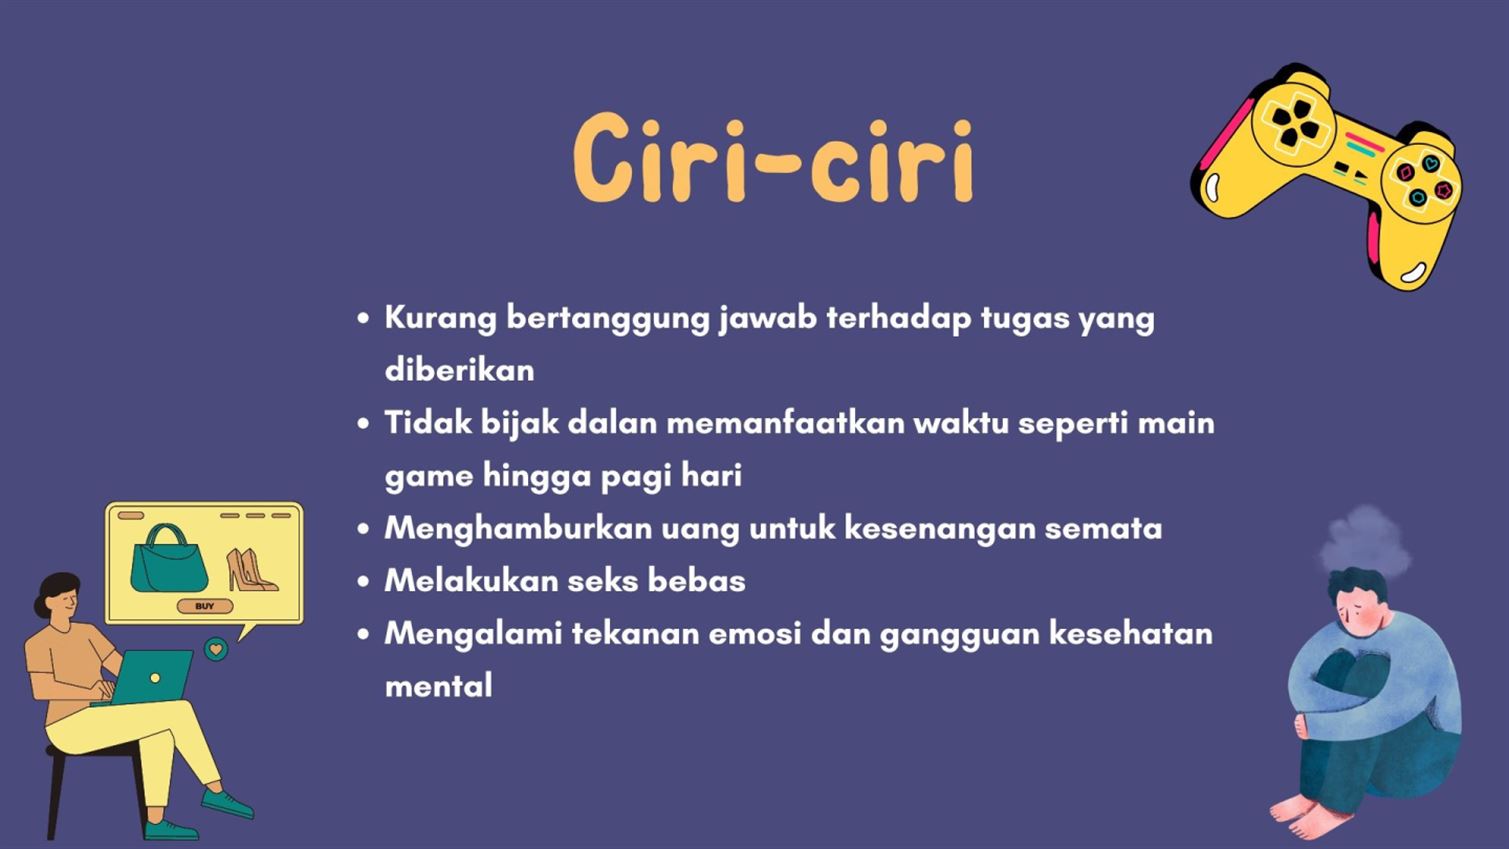 Ciri-ciri
• Kurang bertanggung jawab terhadap tugas yang
diberikan
• Tidak bijak dalan memanfaatkan waktu seperti main
game hingga pagi hari
• Menghamburkan uang untuk kesenangan semata
• Melakukan seks bebas
• Mengalami tekanan emosi dan gangguan kesehatan
mental
BUY